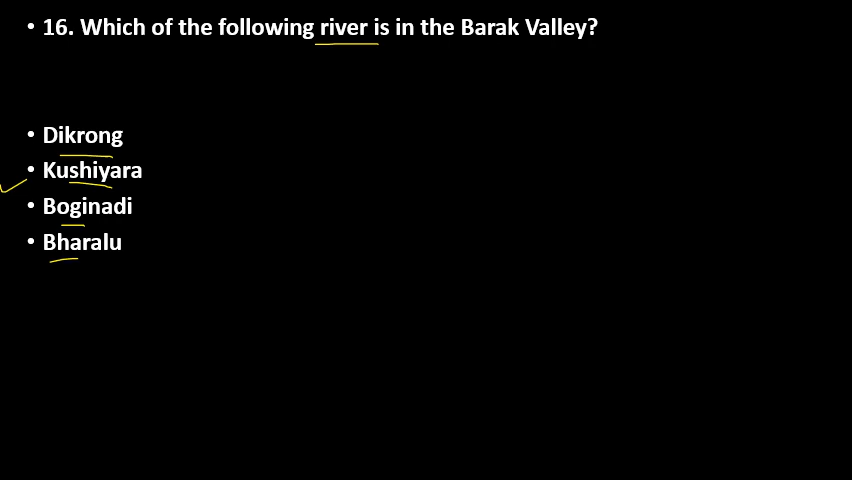 • 16. Which of the following river is in the Barak Valley?
• Dikrong
• Kushiyara
• Boginadi
• Bharalu